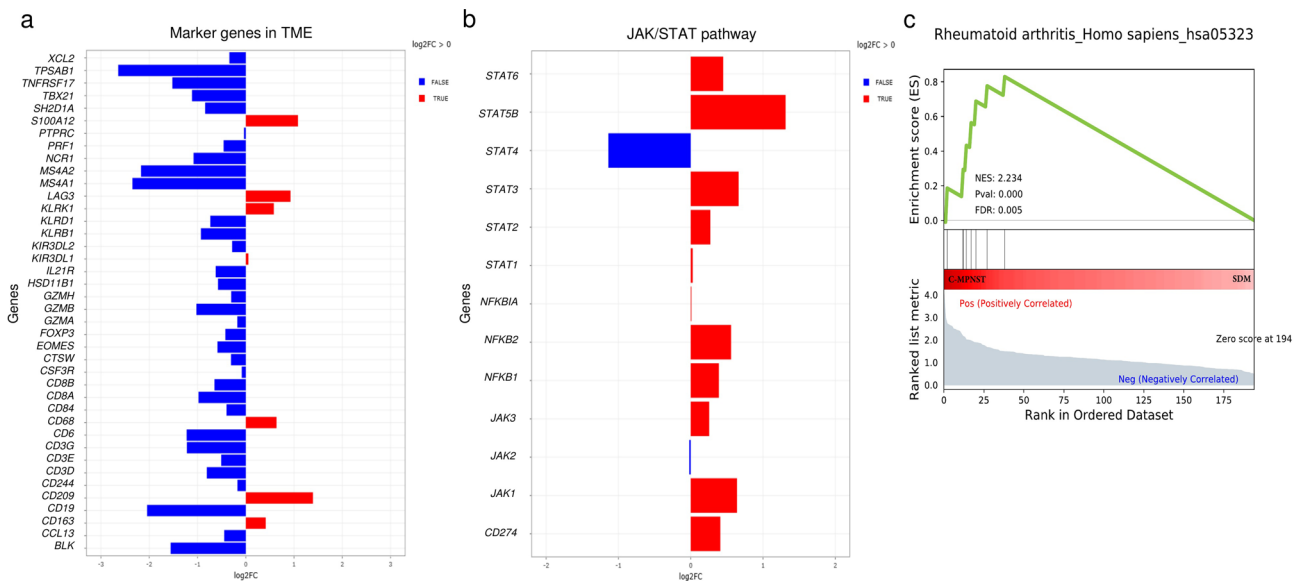 a
Marker genes in TME
log2FC > 0
FALSE
TRUE
Genes
XCL2
TPSAB1
TNFRSF17
TBX21
SH2D1A
S100A12
PTPRC
PRF1
NCR1
MS4A2
MS4A1
LAG3
KLRK1
KLRD1
KLRB1
KIR3DL2
KIR3DL1
IL21R
HSD11B1
GZMH
GZMB
GZMA
FOXP3
EOMES
CTSW
CSF3R
CD8B
CD8A
CD84
CD68
CD6
CD3G
CD3E
CD3D
CD244
CD209
CD19
CD163
CCL13
BLK
-3 -2 -1 0 1 2 3
log2FC
b
JAK/STAT pathway
log2FC > 0
FALSE
TRUE
Genes
STAT6
STAT5B
STAT4
STAT3
STAT2
STAT1
NFKBIA
NFKB2
NFKB1
JAK3
JAK2
JAK1
CD274
-2 -1 0 1 2
log2FC
c
Rheumatoid arthritis_Homo sapiens_hsa05323
Enrichment score (ES)
0.8
0.6
0.4
0.2
0.0
NES: 2.234
Pval: 0.000
FDR: 0.005
C-MPNST SDM
Ranked list metric
4.0
3.0
2.0
1.0
0.0
Pos (Positively Correlated)
Zero score at 194
Neg (Negatively Correlated)
0 25 50 75 100 125 150 175
Rank in Ordered Dataset